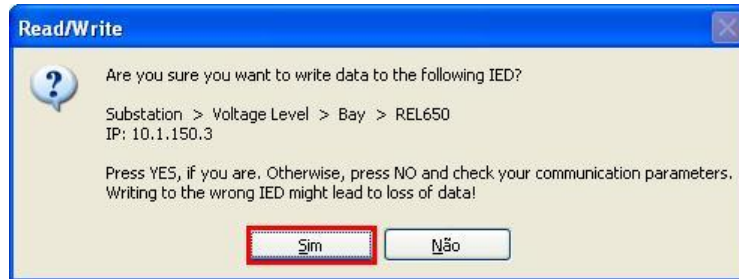 Read/Write
Are you sure you want to write data to the following IED?
Substation > Voltage Level > Bay > REL650
IP: 10.1.150.3
Press YES, if you are. Otherwise, press NO and check your communication parameters.
Writing to the wrong IED might lead to loss of data!
Sim
Não